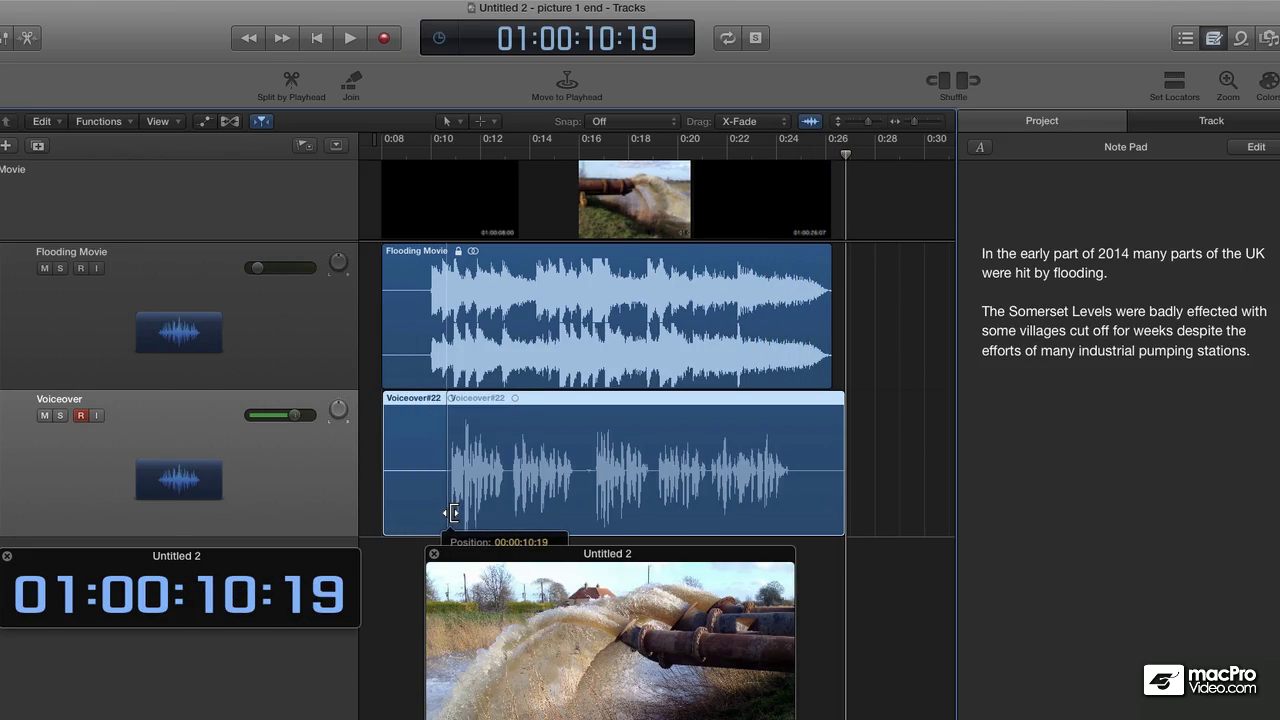 Untitled 2 - picture 1 end - Tracks
01:00:10:19
S
Split by Playhead
Join
Move to Playhead
Shuffle
Set Locators
Zoom
Color
Edit
Functions
View
Snap: Off
Drag: X-Fade
Project
Track
0:08 0:10 0:12 0:14 0:16 0:18 0:20 0:22 0:24 0:26 0:28 0:30
A
Note Pad
Edit
Movie
01:00:08:00
01:00:26:07
Flooding Movie
M S R I
Flooding Movie
In the early part of 2014 many parts of the UK
were hit by flooding.
The Somerset Levels were badly effected with
some villages cut off for weeks despite the
efforts of many industrial pumping stations.
Voiceover
M S R I
Voiceover#22
Voiceover#22
Position: 00:00:10:19
Untitled 2
01:00:10:19
Untitled 2
macPro
Video.com